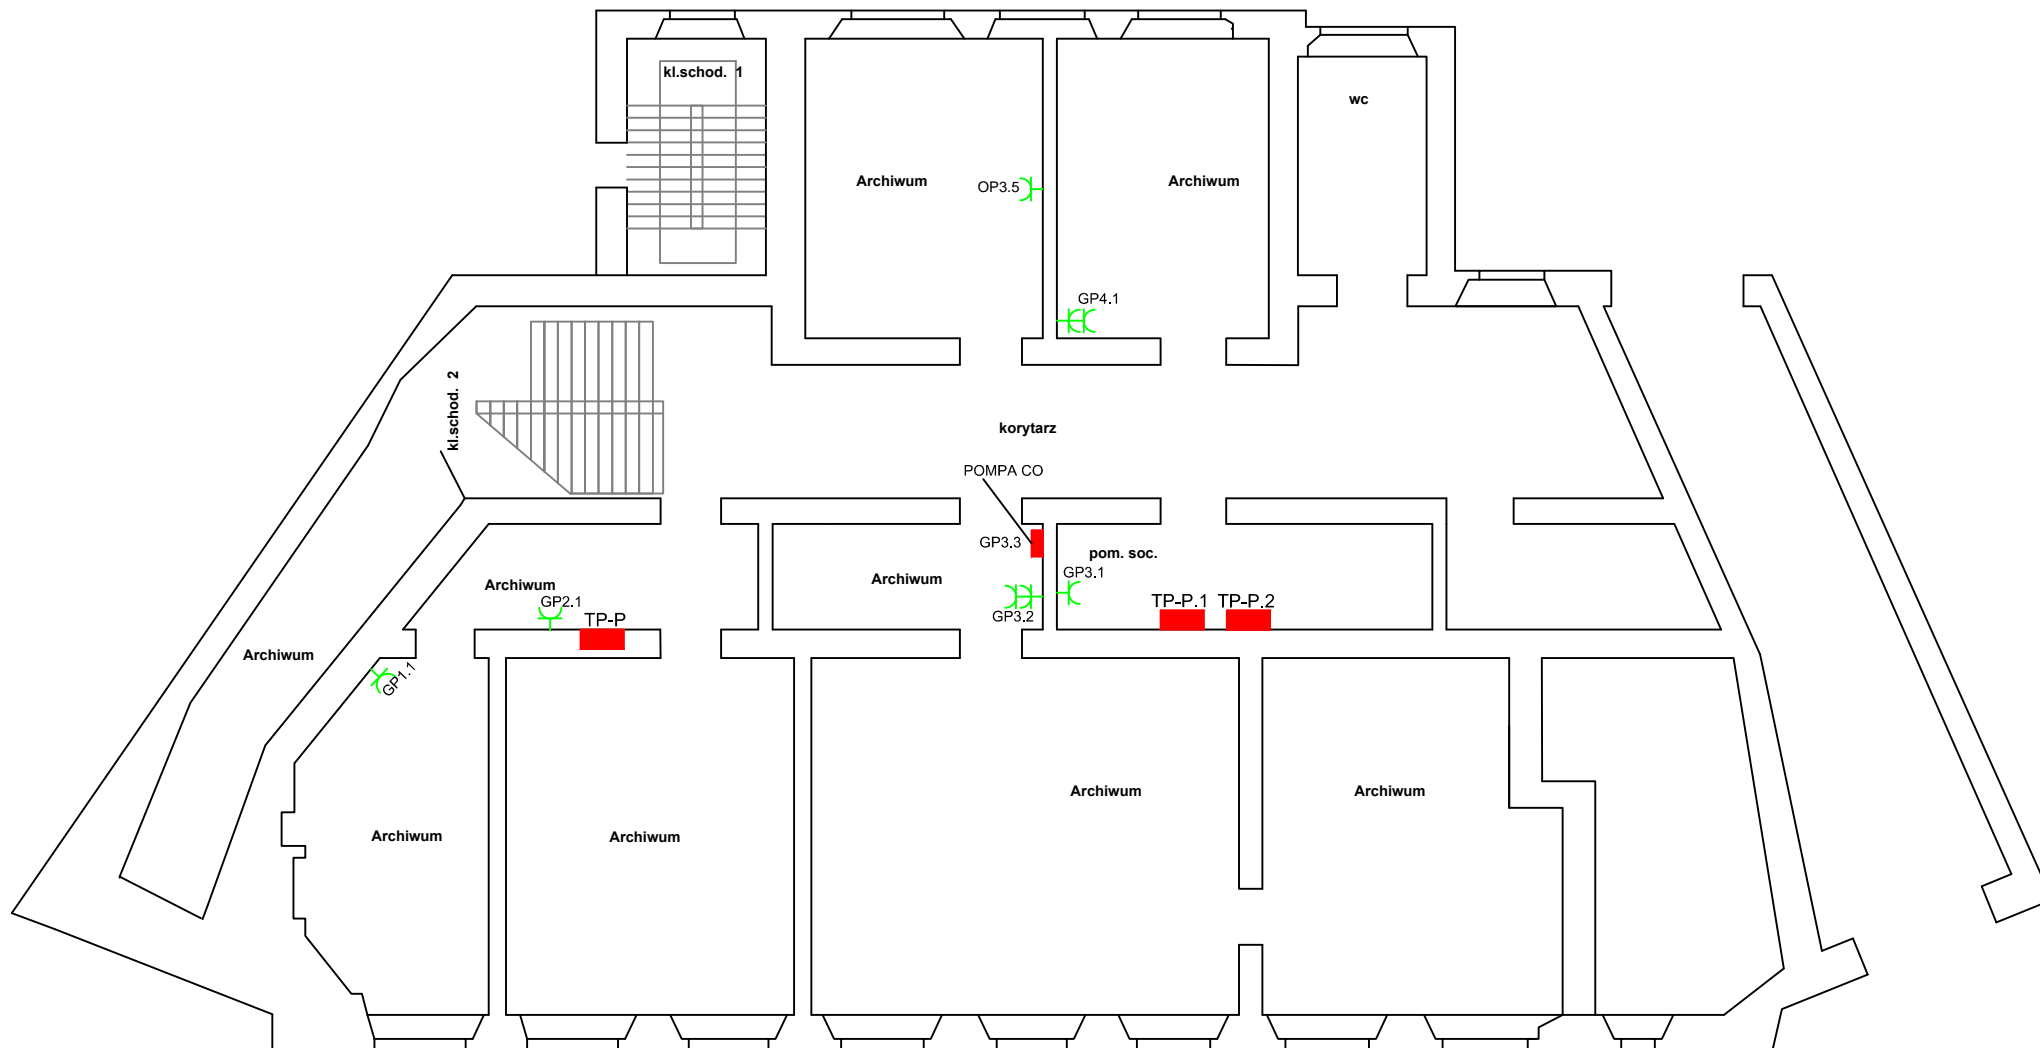 kl.schod. 1
wc
Archiwum
Archiwum
OP3.5
GP4.1
kl.schod. 2
korytarz
POMPA CO
GP3.3
pom. soc.
GP3.1
Archiwum
Archiwum
GP2.1
TP-P
GP3.2
TP-P.1
TP-P.2
Archiwum
GP1.1
Archiwum
Archiwum
Archiwum
Archiwum